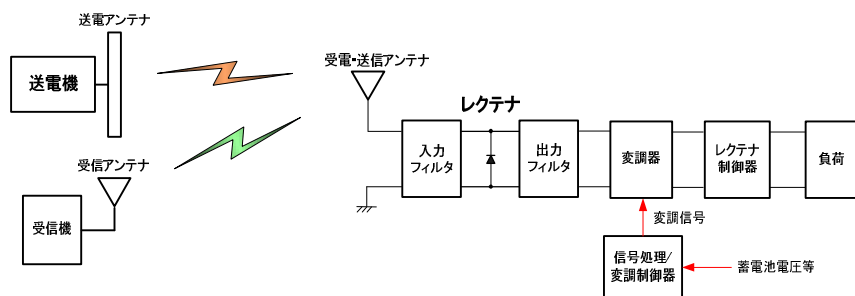 送電アンテナ
送電機
受電・送信アンテナ
レクテナ
入力
フィルタ
出力
フィルタ
変調器
レクテナ
制御器
負荷
受信アンテナ
受信機
変調信号
信号処理/
変調制御器
蓄電池電圧等